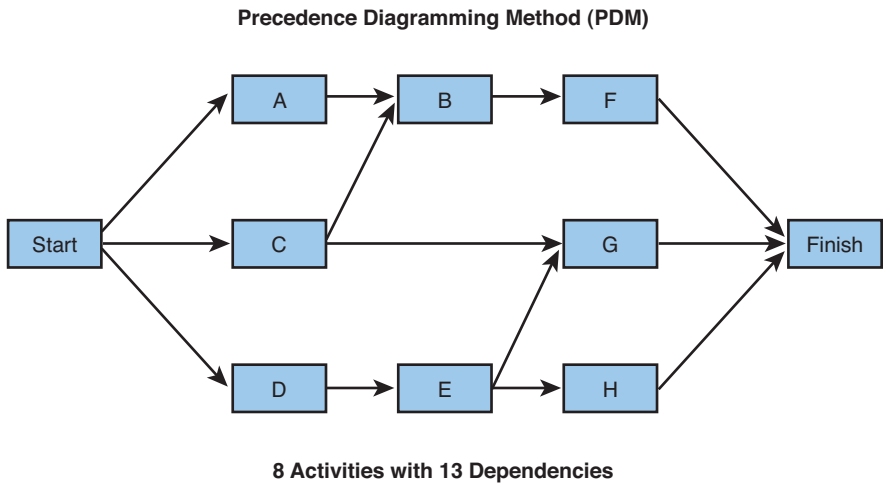 Precedence Diagramming Method (PDM)
A
B
F
Start
C
G
Finish
D
E
H
8 Activities with 13 Dependencies